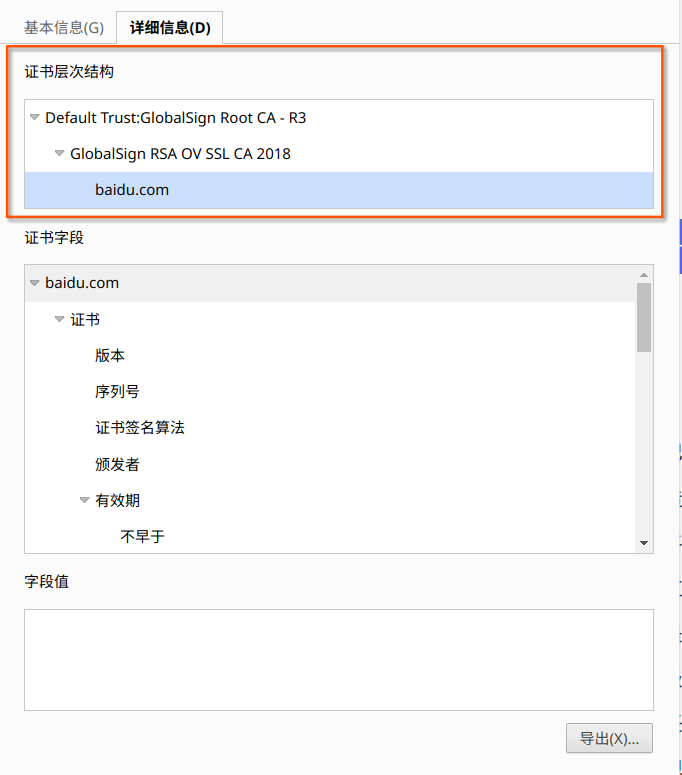 基本信息(G) 详细信息(D)
证书层次结构
Default Trust:GlobalSign Root CA - R3
GlobalSign RSA OV SSL CA 2018
baidu.com
证书字段
baidu.com
证书
版本
序列号
证书签名算法
颁发者
有效期
不早于
字段值
导出(X)...